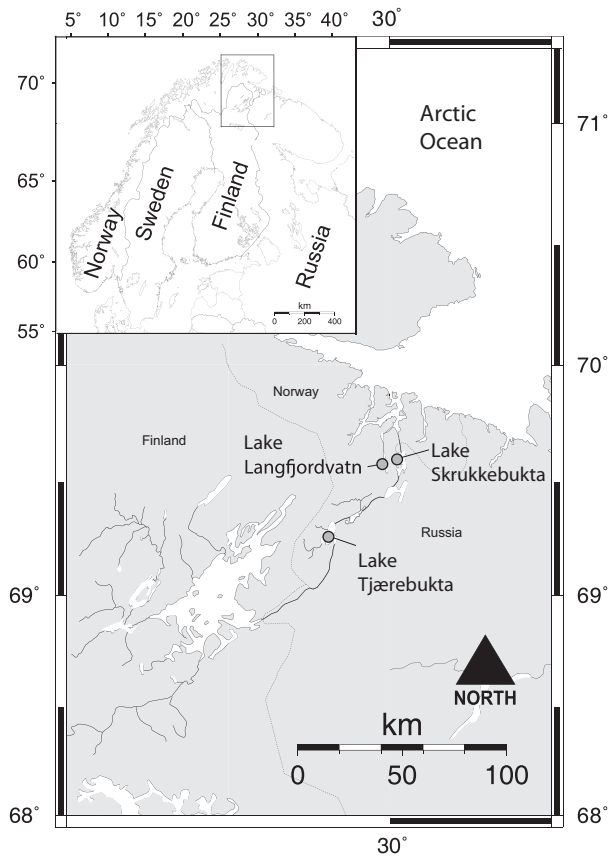 5° 10° 15° 20° 25° 30° 35° 40° 30°
70°
65°
60°
55°
Norway
Sweden
Finland
Russia
km
0 200 400
Arctic
Ocean
71°
70°
Norway
Finland
Lake
Langfjordvatn
Lake
Skrukkebukta
Russia
Lake
Tjærebukta
69° 69°
NORTH
km
0 50 100
68° 68°
30°